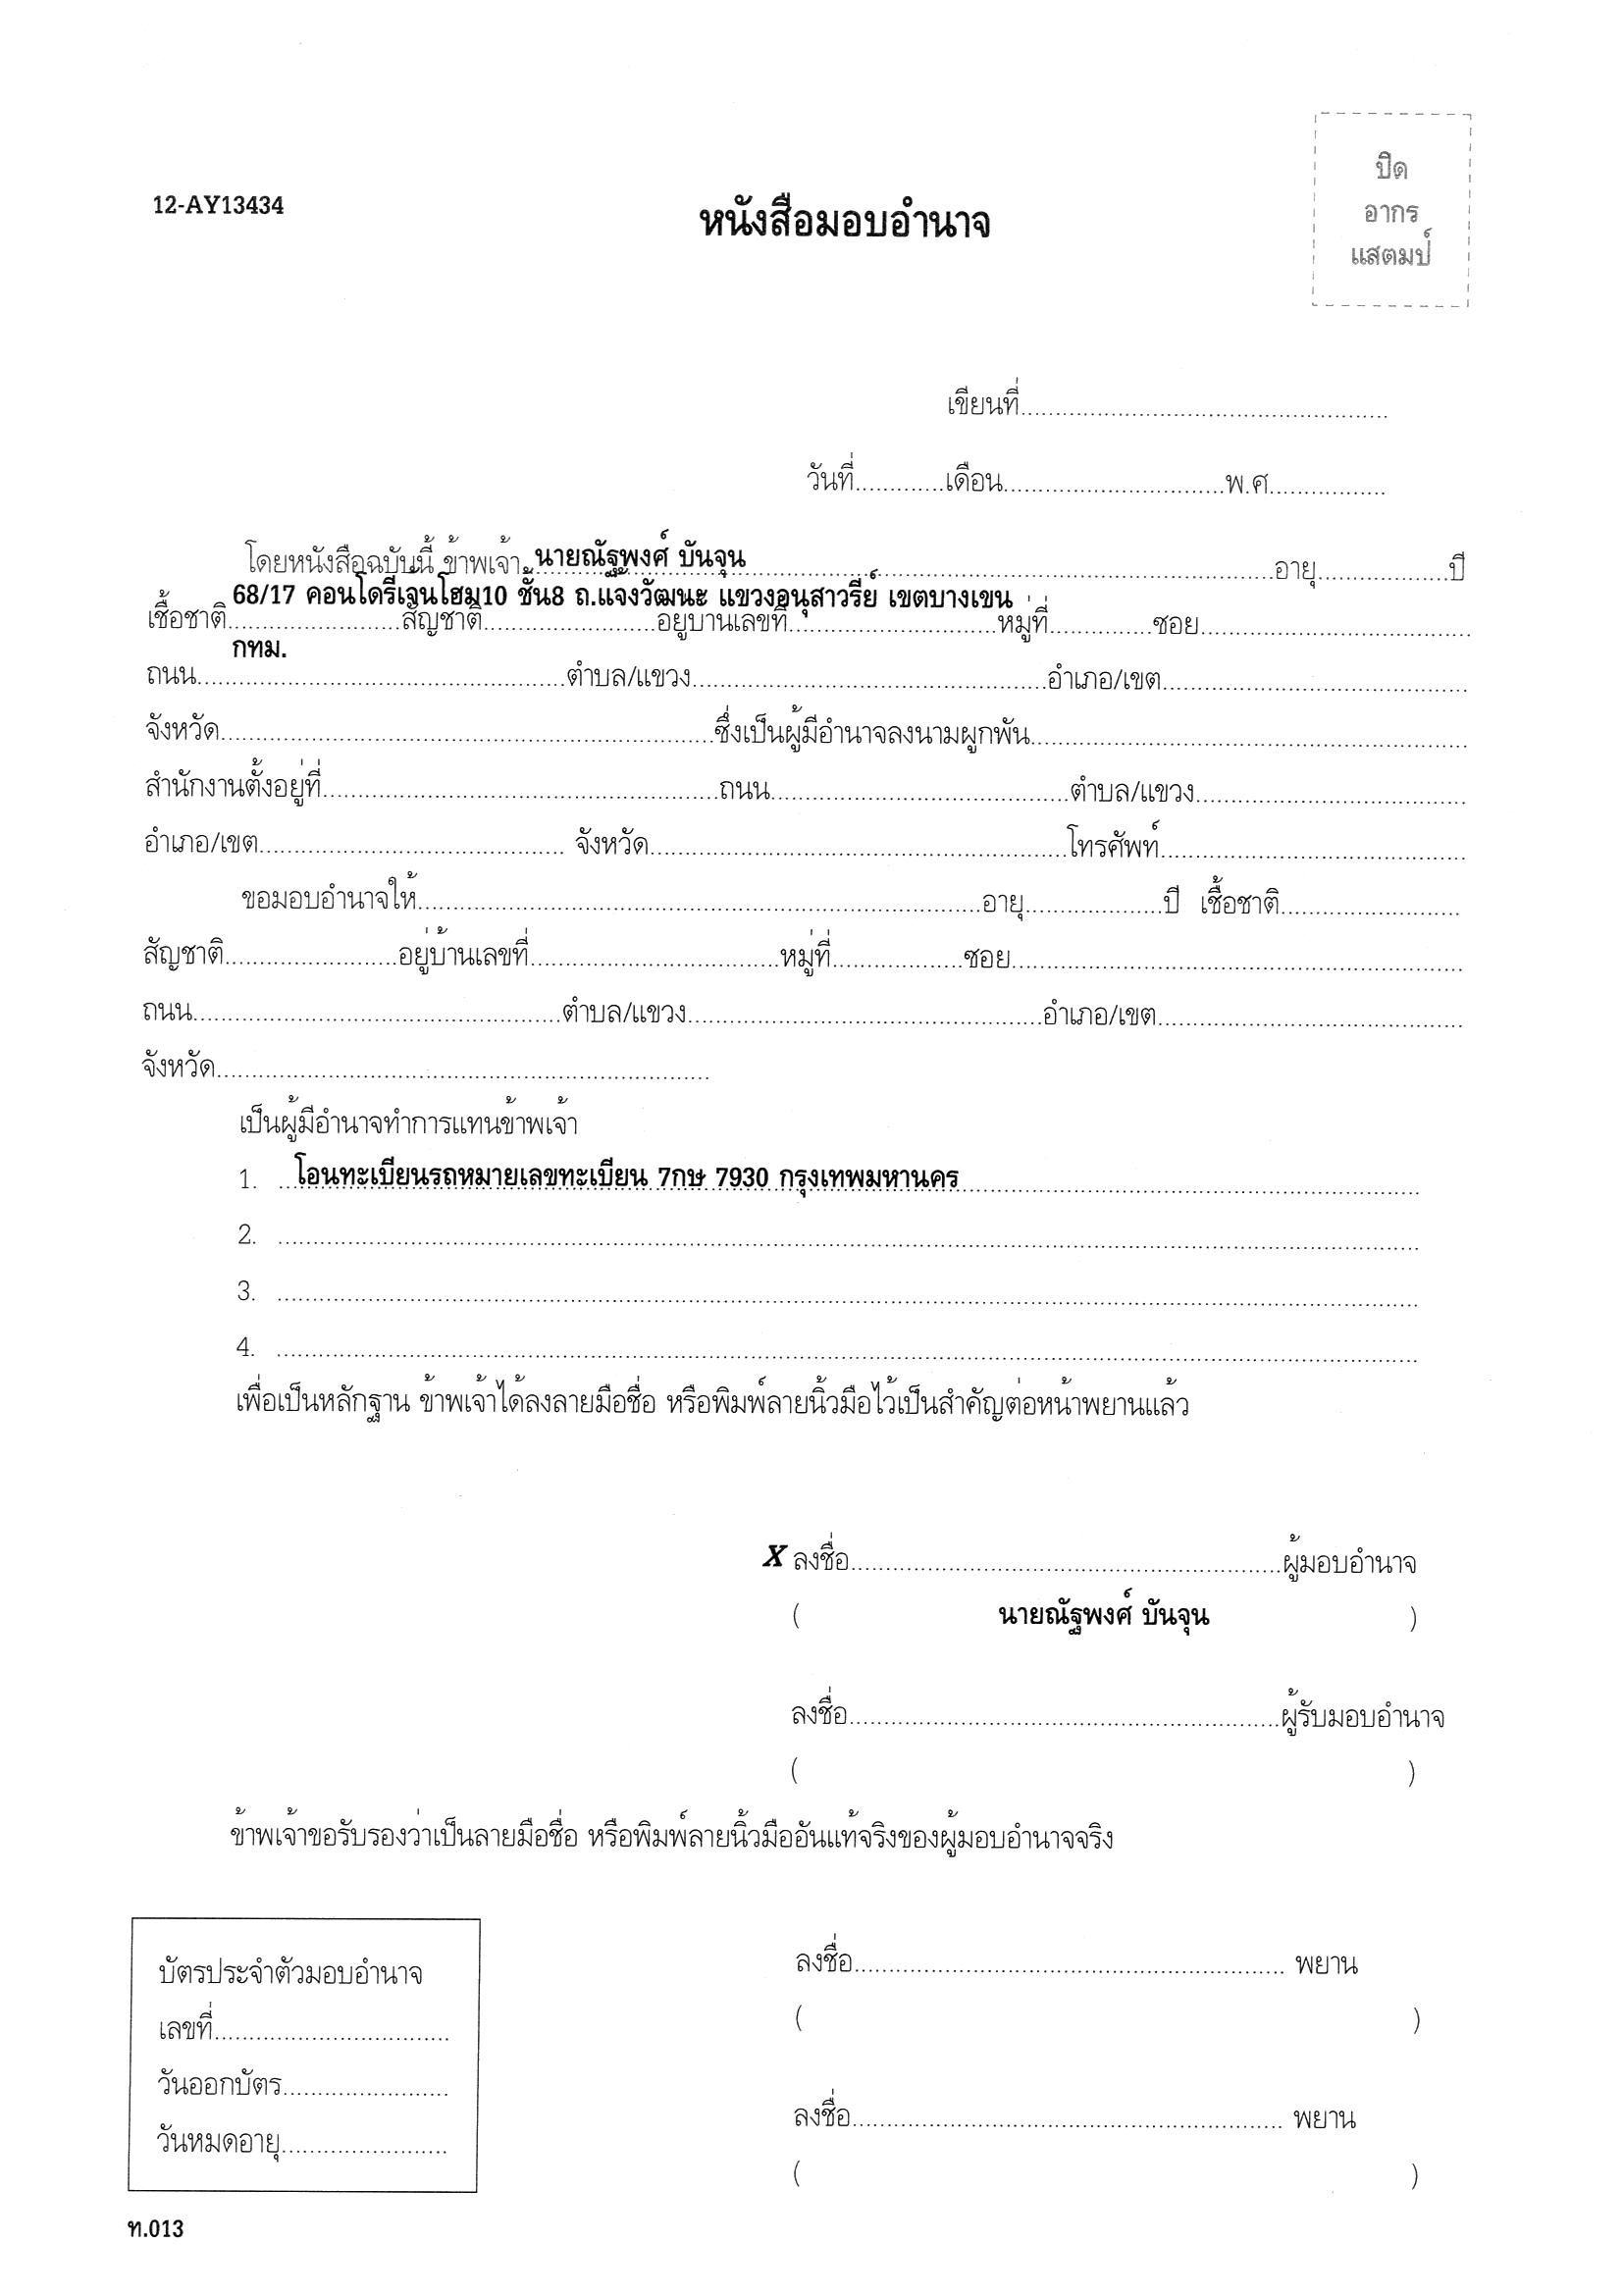 12-AY13434
หนังสือมอบอำนาจ
ปิด
อากร
แสตมป์
เขียนที่....................................................
วันที่.............เดือน................................พ.ศ.................
โดยหนังสือฉบับนี้ ข้าพเจ้า นายณัฐพงศ์ บันจุน............................................................อายุ...................ปี
68/17 คอนโดรีเจนโฮม10 ชั้น8 ถ.แจ้งวัฒนะ แขวงอนุสาวรีย์ เขตบางเขน
เชื้อชาติ.........................สัญชาติ.........................อยู่บ้านเลขที่..............................หมู่ที่...............ซอย.......................................
กทม.
ถนน.....................................................ตำบล/แขวง...................................................อำเภอ/เขต............................................
จังหวัด.......................................................................ซึ่งเป็นผู้มีอำนาจลงนามผูกพัน...............................................................
สำนักงานตั้งอยู่ที่.........................................................ถนน...........................................ตำบล/แขวง.......................................
อำเภอ/เขต............................................ จังหวัด............................................................โทรศัพท์............................................
ขอมอบอำนาจให้.................................................................................อายุ....................ปี เชื้อชาติ..........................
สัญชาติ.........................อยู่บ้านเลขที่....................................หมู่ที่...................ซอย.................................................................
ถนน.....................................................ตำบล/แขวง...................................................อำเภอ/เขต............................................
จังหวัด.......................................................................
เป็นผู้มีอำนาจทำการแทนข้าพเจ้า
1. ..โอนทะเบียนรถหมายเลขทะเบียน 7กษ 7930 กรุงเทพมหานคร..................................................................
2. ....................................................................................................................................................................
3. ....................................................................................................................................................................
4. ....................................................................................................................................................................
เพื่อเป็นหลักฐาน ข้าพเจ้าได้ลงลายมือชื่อ หรือพิมพ์ลายนิ้วมือไว้เป็นสำคัญต่อหน้าพยานแล้ว
X ลงชื่อ..............................................................ผู้มอบอำนาจ
( นายณัฐพงศ์ บันจุน )
ลงชื่อ..............................................................ผู้รับมอบอำนาจ
( )
ข้าพเจ้าขอรับรองว่าเป็นลายมือชื่อ หรือพิมพ์ลายนิ้วมืออันแท้จริงของผู้มอบอำนาจจริง
บัตรประจำตัวมอบอำนาจ
เลขที่..................................
วันออกบัตร........................
วันหมดอายุ........................
ลงชื่อ.............................................................. พยาน
( )
ลงชื่อ.............................................................. พยาน
( )
ท.013